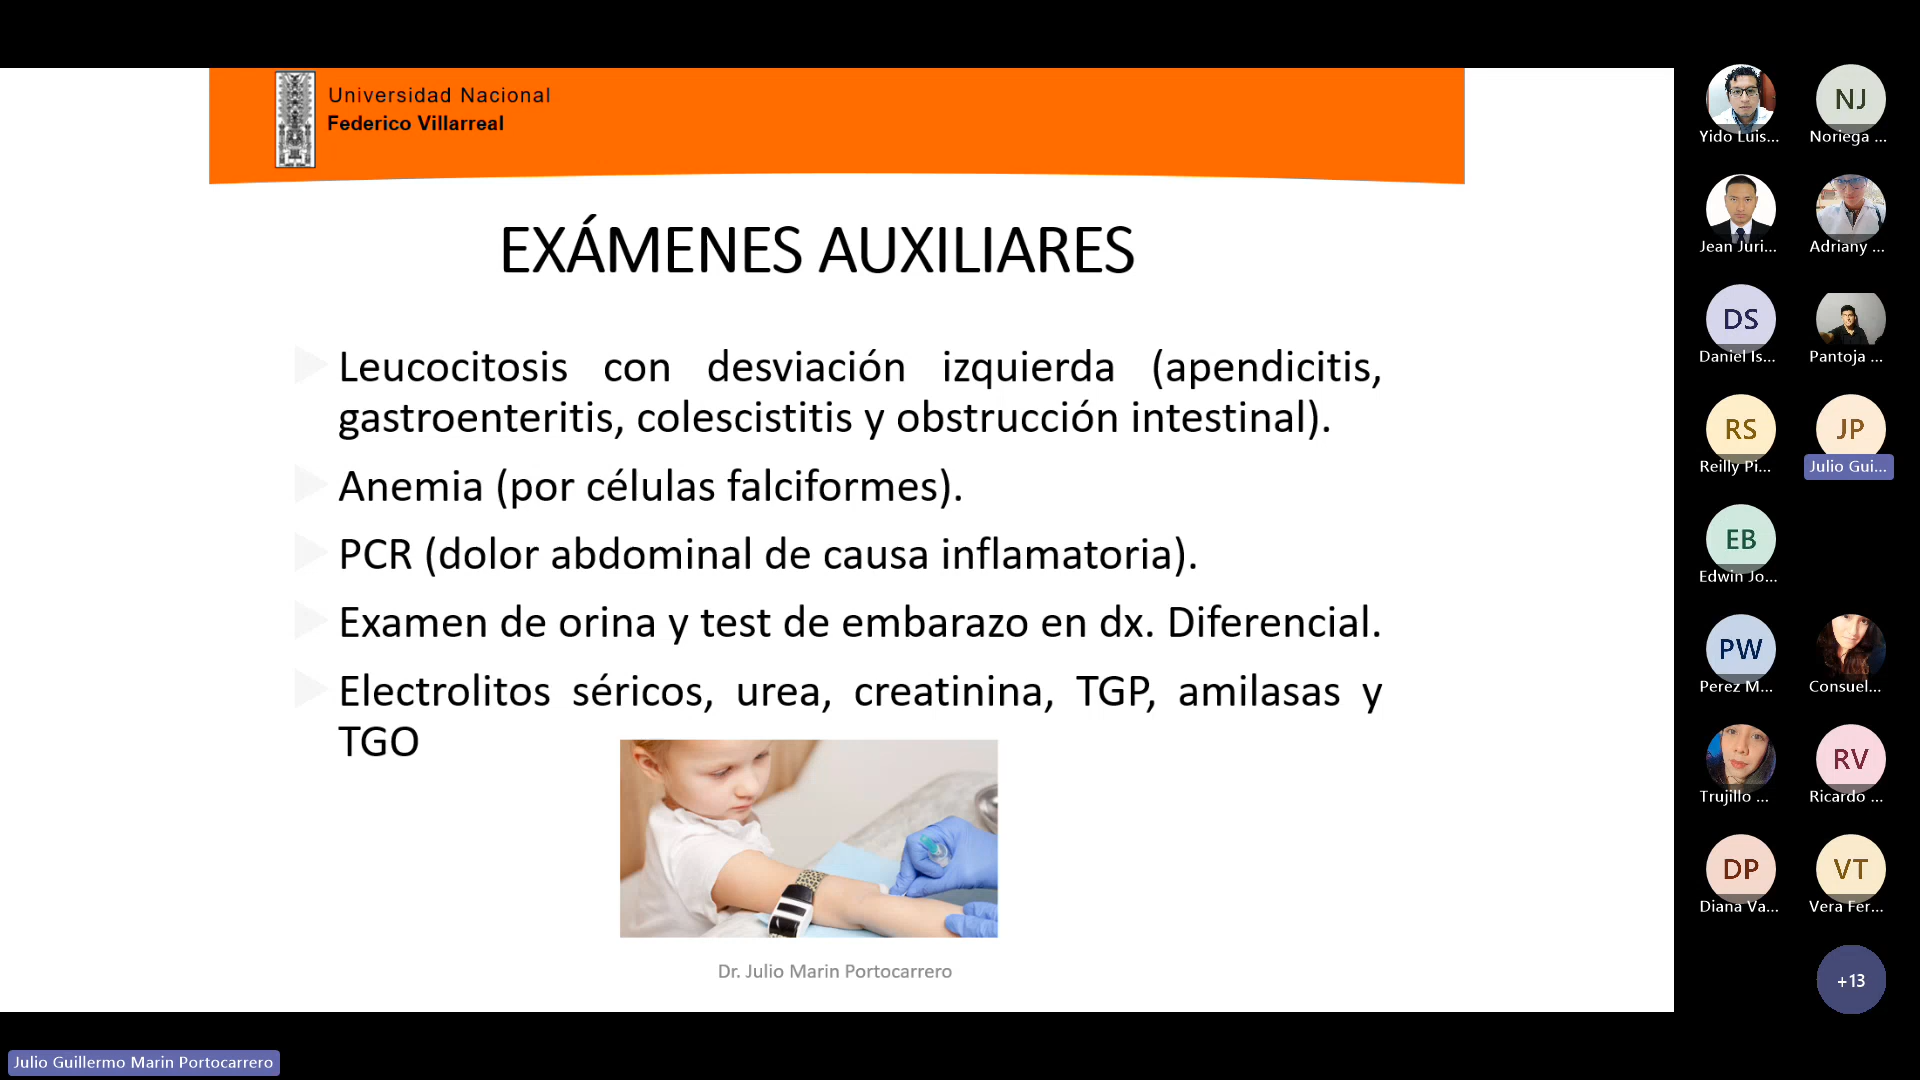 Universidad Nacional
Federico Villarreal
EXÁMENES AUXILIARES
Leucocitosis con desviación izquierda (apendicitis,
gastroenteritis, colescistitis y obstrucción intestinal).
Anemia (por células falciformes).
PCR (dolor abdominal de causa inflamatoria).
Examen de orina y test de embarazo en dx. Diferencial.
Electrolitos séricos, urea, creatinina, TGP, amilasas y
TGO
Dr. Julio Marin Portocarrero
Julio Guillermo Marin Portocarrero
Yido Luis...
NJ
Noriega ...
Jean Juri...
Adriany ...
DS
Daniel Is...
Pantoja ...
RS
Reilly Pi...
JP
Julio Gui...
EB
Edwin Jo...
PW
Perez M...
Consuel...
Trujillo ...
RV
Ricardo ...
DP
Diana Va...
VT
Vera Fer...
+13